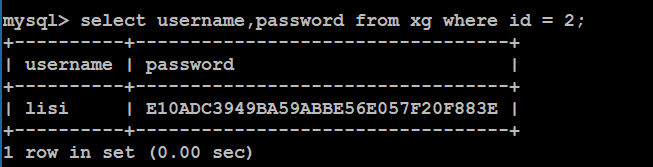 mysql> select username,password from xg where id = 2;
+----------+----------------------------------+
| username | password                         |
+----------+----------------------------------+
| lisi     | E10ADC3949BA59ABBE56E057F20F883E |
+----------+----------------------------------+
1 row in set (0.00 sec)